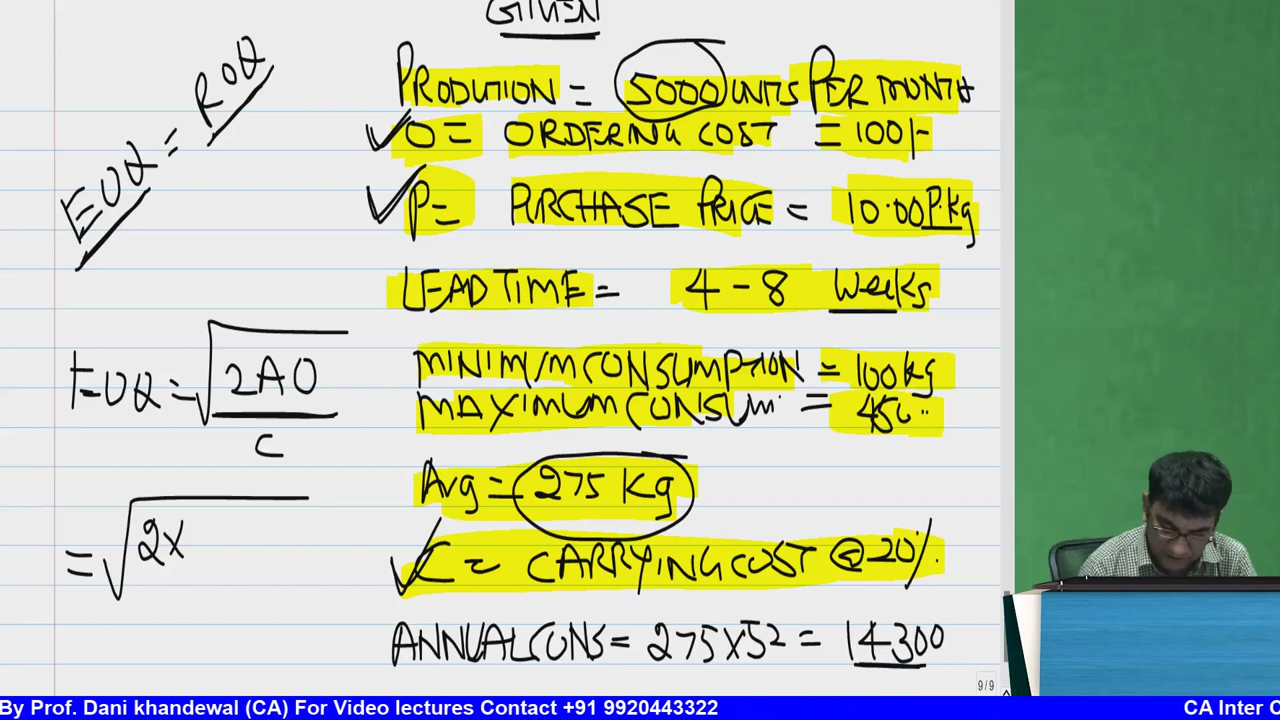 GIVEN
PRODUTION = 5000 UNITS PER MONTH
O = ORDERING COST = 100/-
P = PURCHASE PRICE = 10.00 P.Kg
LEAD TIME = 4 - 8 Weeks
MINIM/M CONSUMPTION = 100 kg
MAXIMUM CONSUM = 450 "
Avg = 275 Kg
C = CARRYING COST @ 20%.
ANNUAL CONS = 275 X 52 = 14300
EOQ = ROQ
EOQ = √2AO
C
= √2x
9/9
By Prof. Dani khandewal (CA) For Video lectures Contact +91 9920443322
CA Inter C